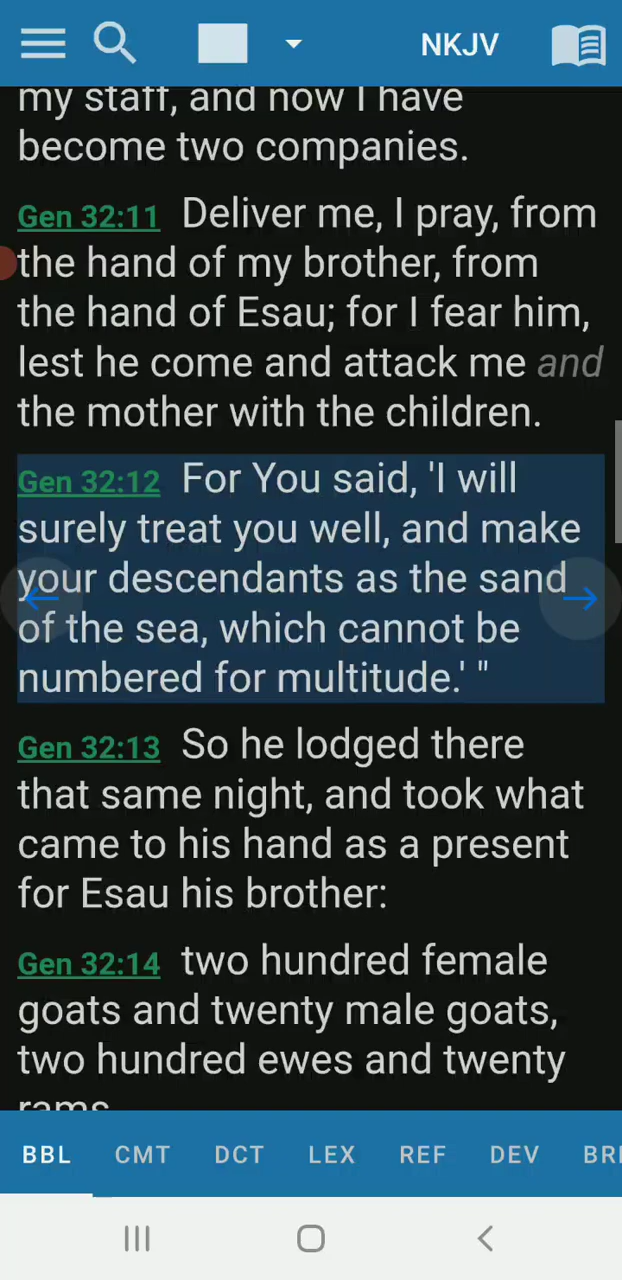 NKJV
my staff, and now I have
become two companies.
Gen 32:11 Deliver me, I pray, from
the hand of my brother, from
the hand of Esau; for I fear him,
lest he come and attack me and
the mother with the children.
Gen 32:12 For You said, 'I will
surely treat you well, and make
your descendants as the sand
of the sea, which cannot be
numbered for multitude.' "
Gen 32:13 So he lodged there
that same night, and took what
came to his hand as a present
for Esau his brother:
Gen 32:14 two hundred female
goats and twenty male goats,
two hundred ewes and twenty
rams
BBL CMT DCT LEX REF DEV BRI